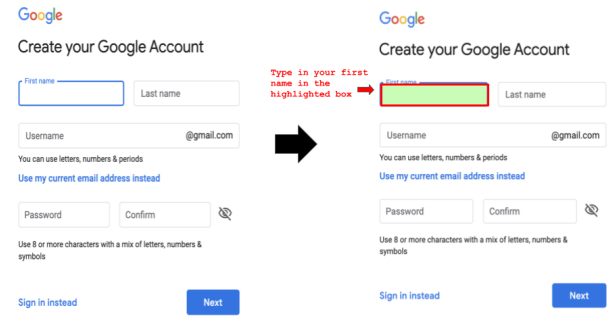 Google
Create your Google Account
First name
Last name
Username @gmail.com
You can use letters, numbers & periods
Use my current email address instead
Password
Confirm
Use 8 or more characters with a mix of letters, numbers &
symbols
Sign in instead
Next
Type in your first
name in the
highlighted box
Google
Create your Google Account
First name
Last name
Username @gmail.com
You can use letters, numbers & periods
Use my current email address instead
Password
Confirm
Use 8 or more characters with a mix of letters, numbers &
symbols
Sign in instead
Next